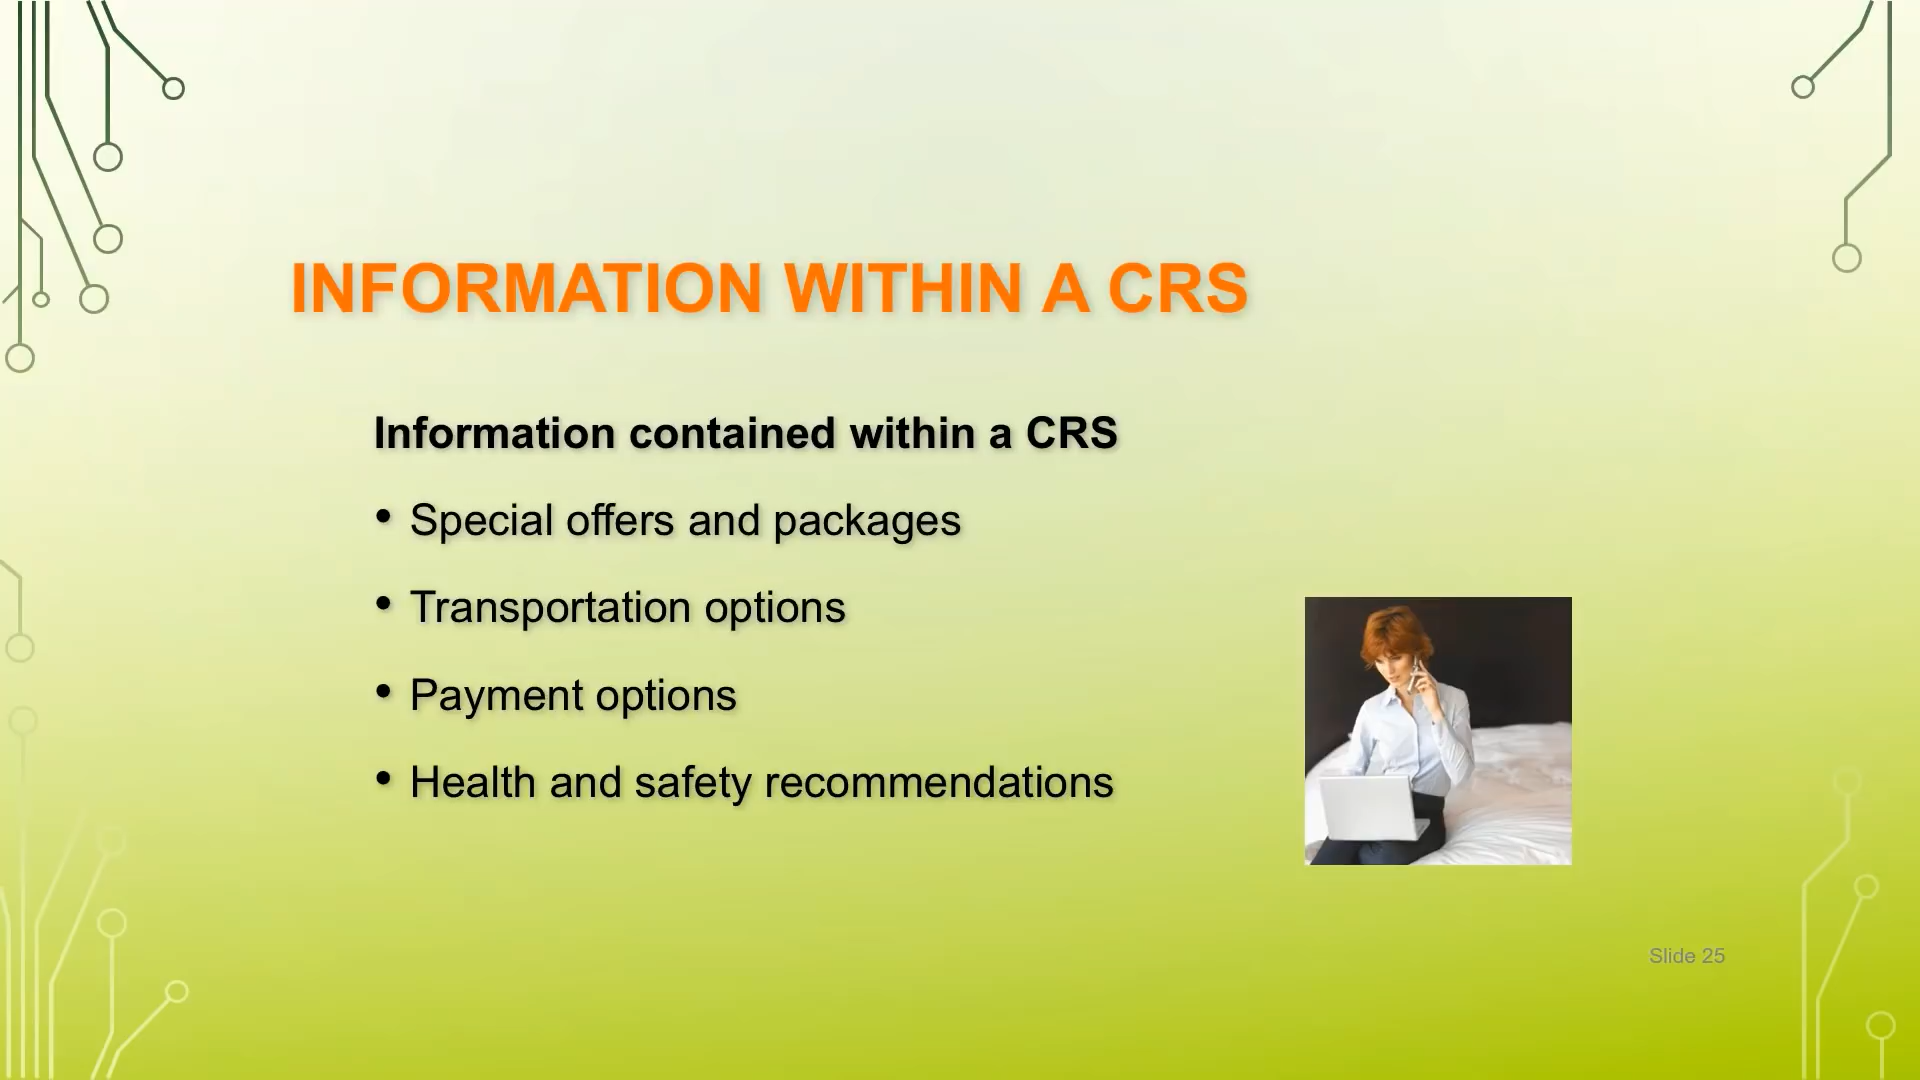 INFORMATION WITHIN A CRS
Information contained within a CRS
• Special offers and packages
• Transportation options
• Payment options
• Health and safety recommendations
Slide 25